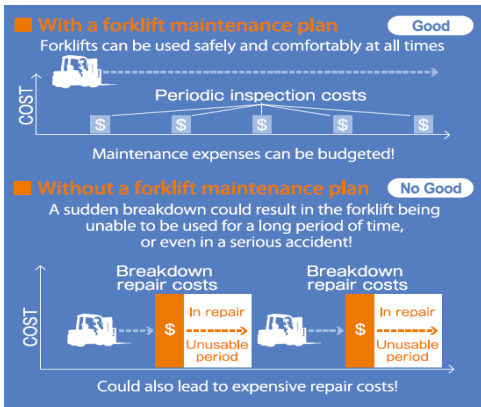 With a forklift maintenance plan
Good
Forklifts can be used safely and comfortably at all times
COST
Periodic inspection costs
$ $ $ $ $
Maintenance expenses can be budgeted!
Without a forklift maintenance plan
No Good
A sudden breakdown could result in the forklift being
unable to be used for a long period of time,
or even in a serious accident!
COST
Breakdown
repair costs
$
In repair
Unusable
period
Breakdown
repair costs
$
In repair
Unusable
period
Could also lead to expensive repair costs!